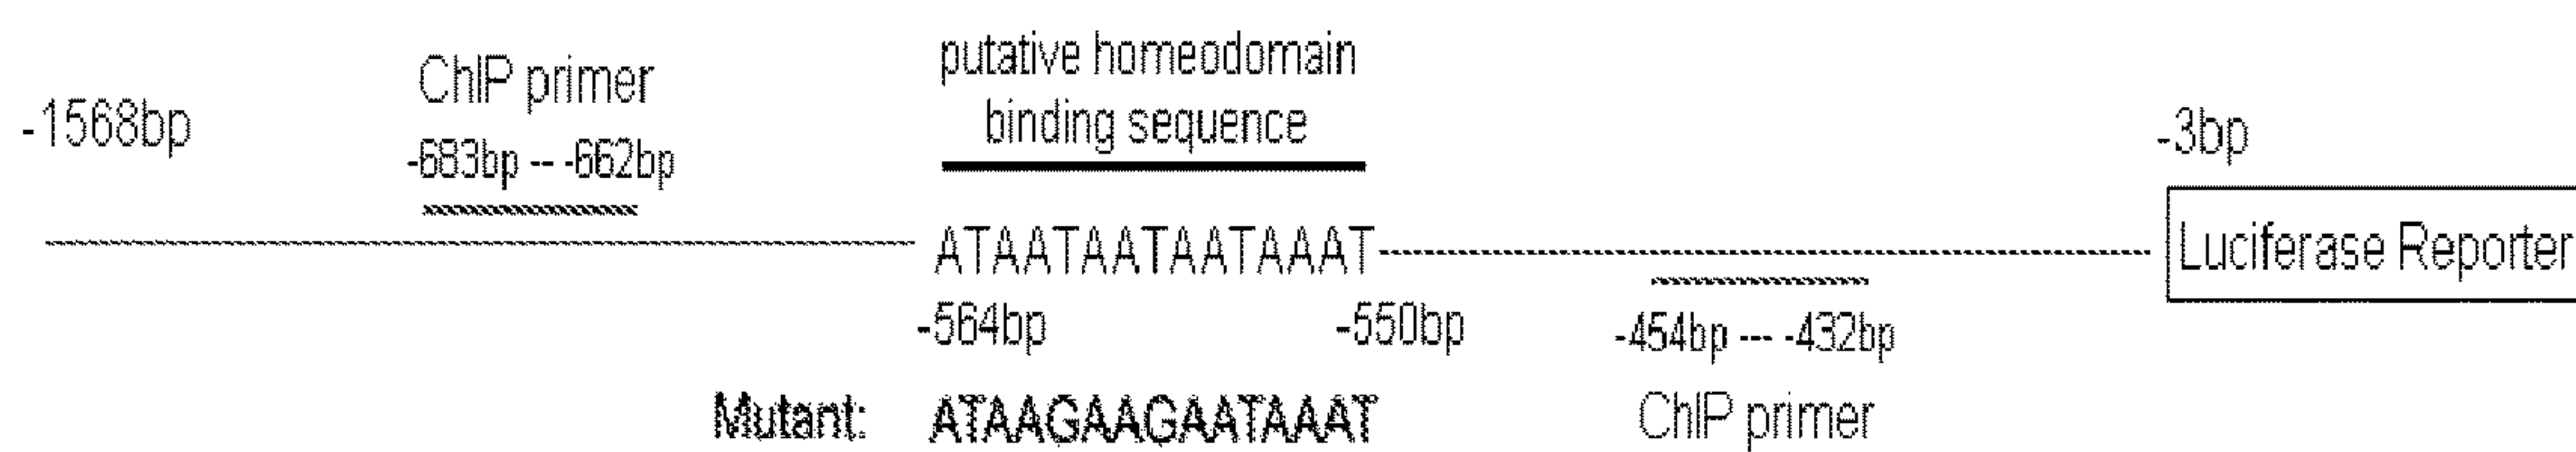 putative homeodomain
binding sequence
ChIP primer
-683bp -- -662bp
-1568bp
-3bp
ATAATAATAATAAAT
Luciferase Reporter
-564bp
-550bp
-454bp --- -432bp
ChIP primer
Mutant: ATAAGAAGAATAAAT